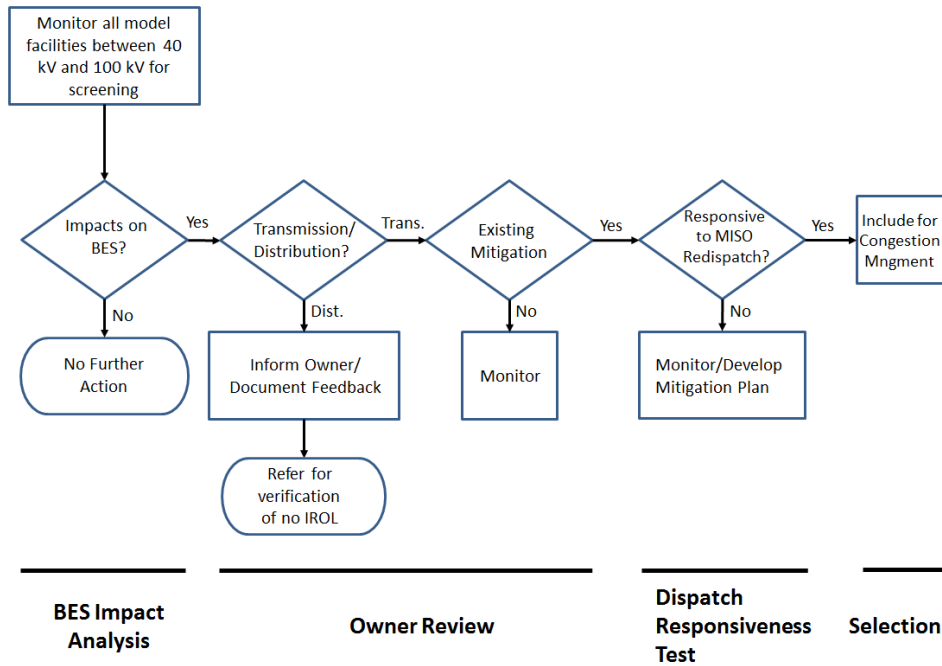 Monitor all model
facilities between 40
kV and 100 kV for
screening
Impacts on
BES?
Yes
Transmission/
Distribution?
Trans.
Existing
Mitigation
Yes
Responsive
to MISO
Redispatch?
Yes
Include for
Congestion
Mngment
No
Dist.
No
No
No Further
Action
Inform Owner/
Document Feedback
Monitor
Monitor/Develop
Mitigation Plan
Refer for
verification
of no IROL
BES Impact
Analysis
Owner Review
Dispatch
Responsiveness
Test
Selection